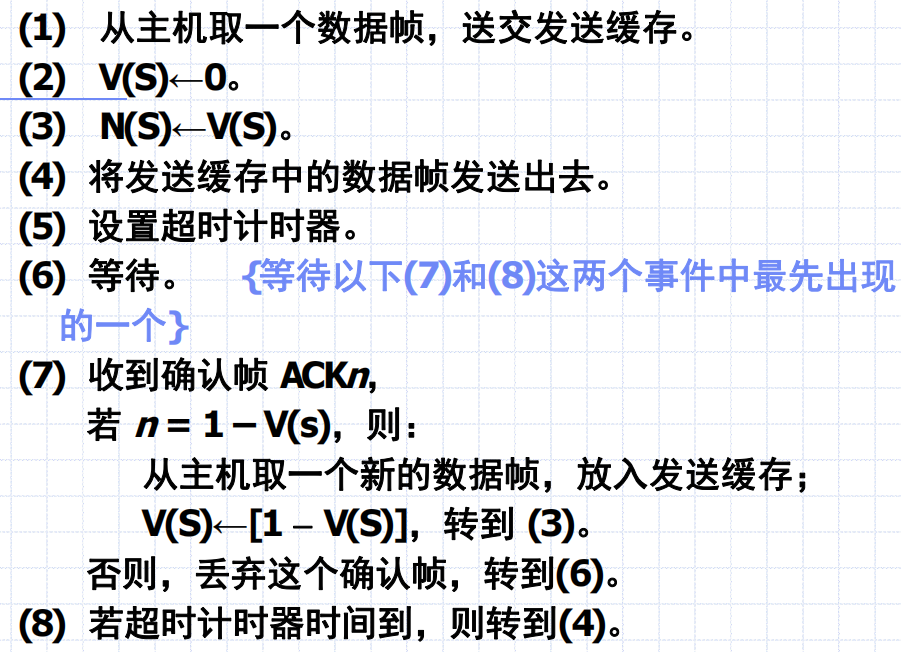 (1) 从主机取一个数据帧，送交发送缓存。
(2) V(S)←0。
(3) N(S)←V(S)。
(4) 将发送缓存中的数据帧发送出去。
(5) 设置超时计时器。
(6) 等待。 {等待以下(7)和(8)这两个事件中最先出现
的一个}
(7) 收到确认帧 ACKn,
若 n = 1 – V(s)，则：
从主机取一个新的数据帧，放入发送缓存；
V(S)←[1 – V(S)]，转到 (3)。
否则，丢弃这个确认帧，转到(6)。
(8) 若超时计时器时间到，则转到(4)。